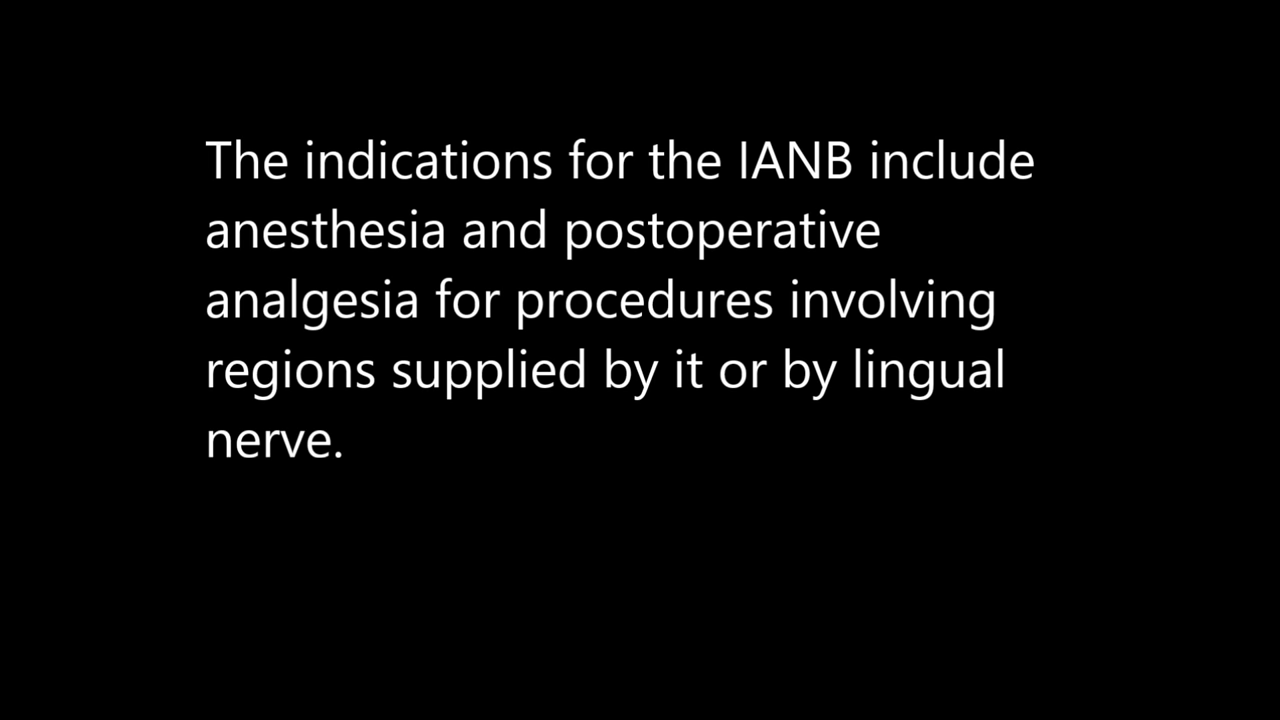 The indications for the IANB include
anesthesia and postoperative
analgesia for procedures involving
regions supplied by it or by lingual
nerve.